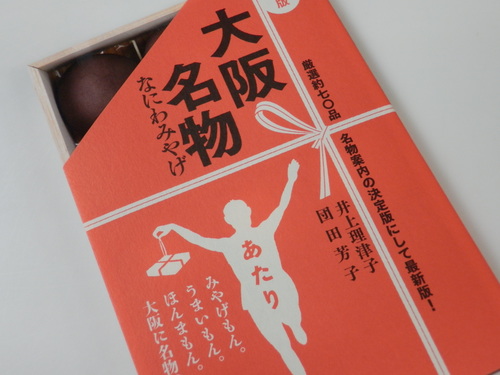 版
大阪
名物
なにわみやげ
厳選約七〇品
名物案内の決定版にして最新版!
井上理津子
団田芳子
あたり
みやげもん。
うまいもん。
ほんまもん。
大阪に名物